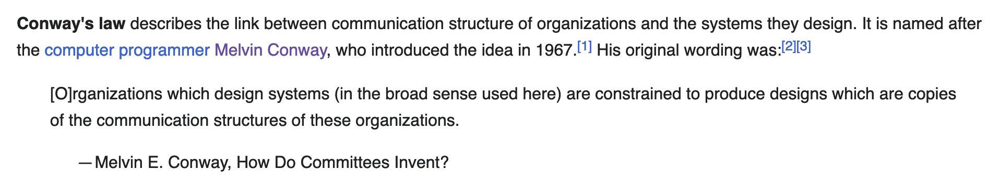 Conway's law describes the link between communication structure of organizations and the systems they design. It is named after
the computer programmer Melvin Conway, who introduced the idea in 1967.[1] His original wording was:[2][3]
[O]rganizations which design systems (in the broad sense used here) are constrained to produce designs which are copies
of the communication structures of these organizations.
— Melvin E. Conway, How Do Committees Invent?